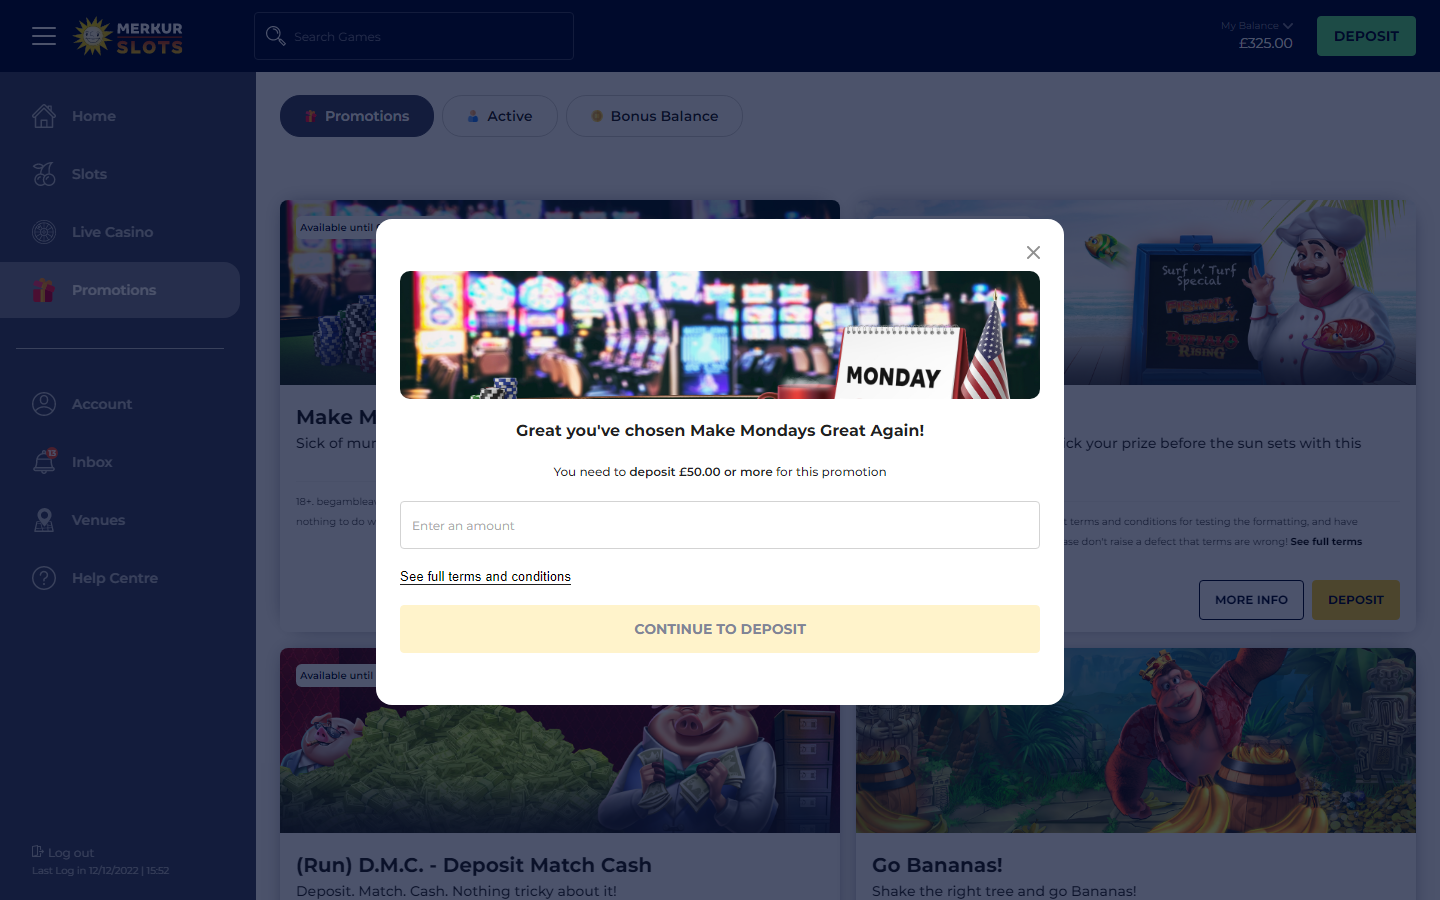 MERKUR
SLOTS
Search Games
My Balance
£325.00
DEPOSIT
Home
Slots
Live Casino
Promotions
Account
13
Inbox
Venues
Help Centre
Log out
Last Log in 12/12/2022 | 15:52
Promotions
Active
Bonus Balance
Available until
Make M
Sick of mur
18+. begambleav
nothing to do w
Surf n' Turf
Special
RISING
ick your prize before the sun sets with this
t terms and conditions for testing the formatting, and have
ase don't raise a defect that terms are wrong! See full terms
MORE INFO
DEPOSIT
MONDAY
Great you've chosen Make Mondays Great Again!
You need to deposit £50.00 or more for this promotion
Enter an amount
See full terms and conditions
CONTINUE TO DEPOSIT
Available until
(Run) D.M.C. - Deposit Match Cash
Deposit. Match. Cash. Nothing tricky about it!
Go Bananas!
Shake the right tree and go Bananas!